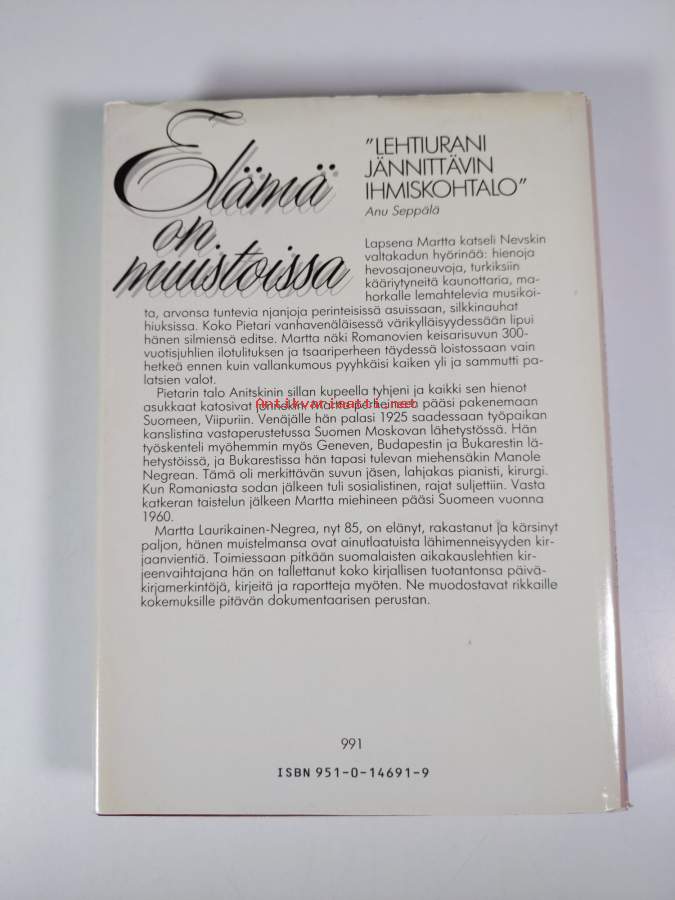 Elämä
on
muistoissa
"LEHTIURANI
JÄNNITTÄVIN
IHMISKOHTALO"
Anu Seppälä
Lapsena Martta katseli Nevskin
valtakadun hyörinää: hienoja
hevosajoneuvoja, turkiksiin
kääriytyneitä kaunottaria, ma-
horkalle lemahtelevia musikoi-
ta, arvonsa tuntevia njanjoja perinteisissä asuissaan, silkkinauhat
hiuksissa. Koko Pietari vanhavenäläisessä värikylläisyydessään lipui
hänen silmiensä editse. Martta näki Romanovien keisarisuvun 300-
vuotisjuhlien ilotulituksen ja tsaariperheen täydessä loistossaan vain
hetkeä ennen kuin vallankumous pyyhkäisi kaiken yli ja sammutti pa-
latsien valot.
Pietarin talo Anitskinin sillan kupeella tyhjeni ja kaikki sen hienot
asukkaat katosivat jonnekin. Martta perheineen pääsi pakenemaan
Antikvariaatti.net
Suomeen, Viipuriin. Venäjälle hän palasi 1925 saadessaan työpaikan
kanslistina vastaperustetussa Suomen Moskovan lähetystössä. Hän
työskenteli myöhemmin myös Geneven, Budapestin ja Bukarestin lä-
hetystöissä, ja Bukarestissa hän tapasi tulevan miehensäkin Manole
Negrean. Tämä oli merkittävän suvun jäsen, lahjakas pianisti, kirurgi.
Kun Romaniasta sodan jälkeen tuli sosialistinen, rajat suljettiin. Vasta
katkeran taistelun jälkeen Martta miehineen pääsi Suomeen vuonna
1960.
Martta Laurikainen-Negrea, nyt 85, on elänyt, rakastanut ja kärsinyt
paljon, hänen muistelmansa ovat ainutlaatuista lähimenneisyyden kir-
jaanvientiä. Toimiessaan pitkään suomalaisten aikakauslehtien kir-
jeenvaihtajana hän on tallettanut koko kirjallisen tuotantonsa päivä-
kirjamerkintöjä, kirjeitä ja raportteja myöten. Ne muodostavat rikkaille
kokemuksille pitävän dokumentaarisen perustan.
991
ISBN 951-0-14691-9